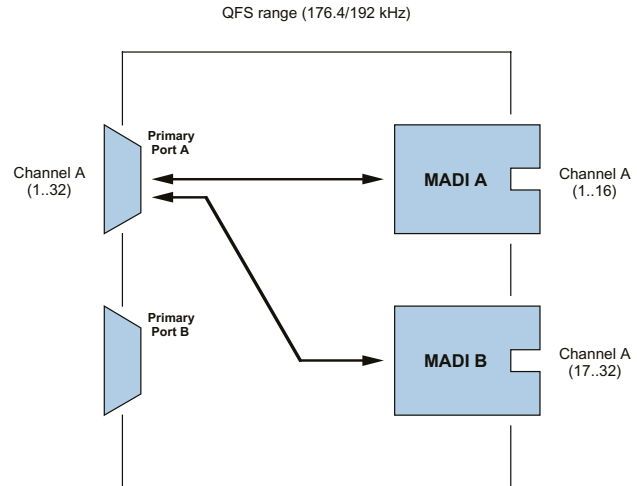 QFS range (176.4/192 kHz)
Primary
Port A
Channel A
(1..32)
MADI A
Channel A
(1..16)
Primary
Port B
MADI B
Channel A
(17..32)